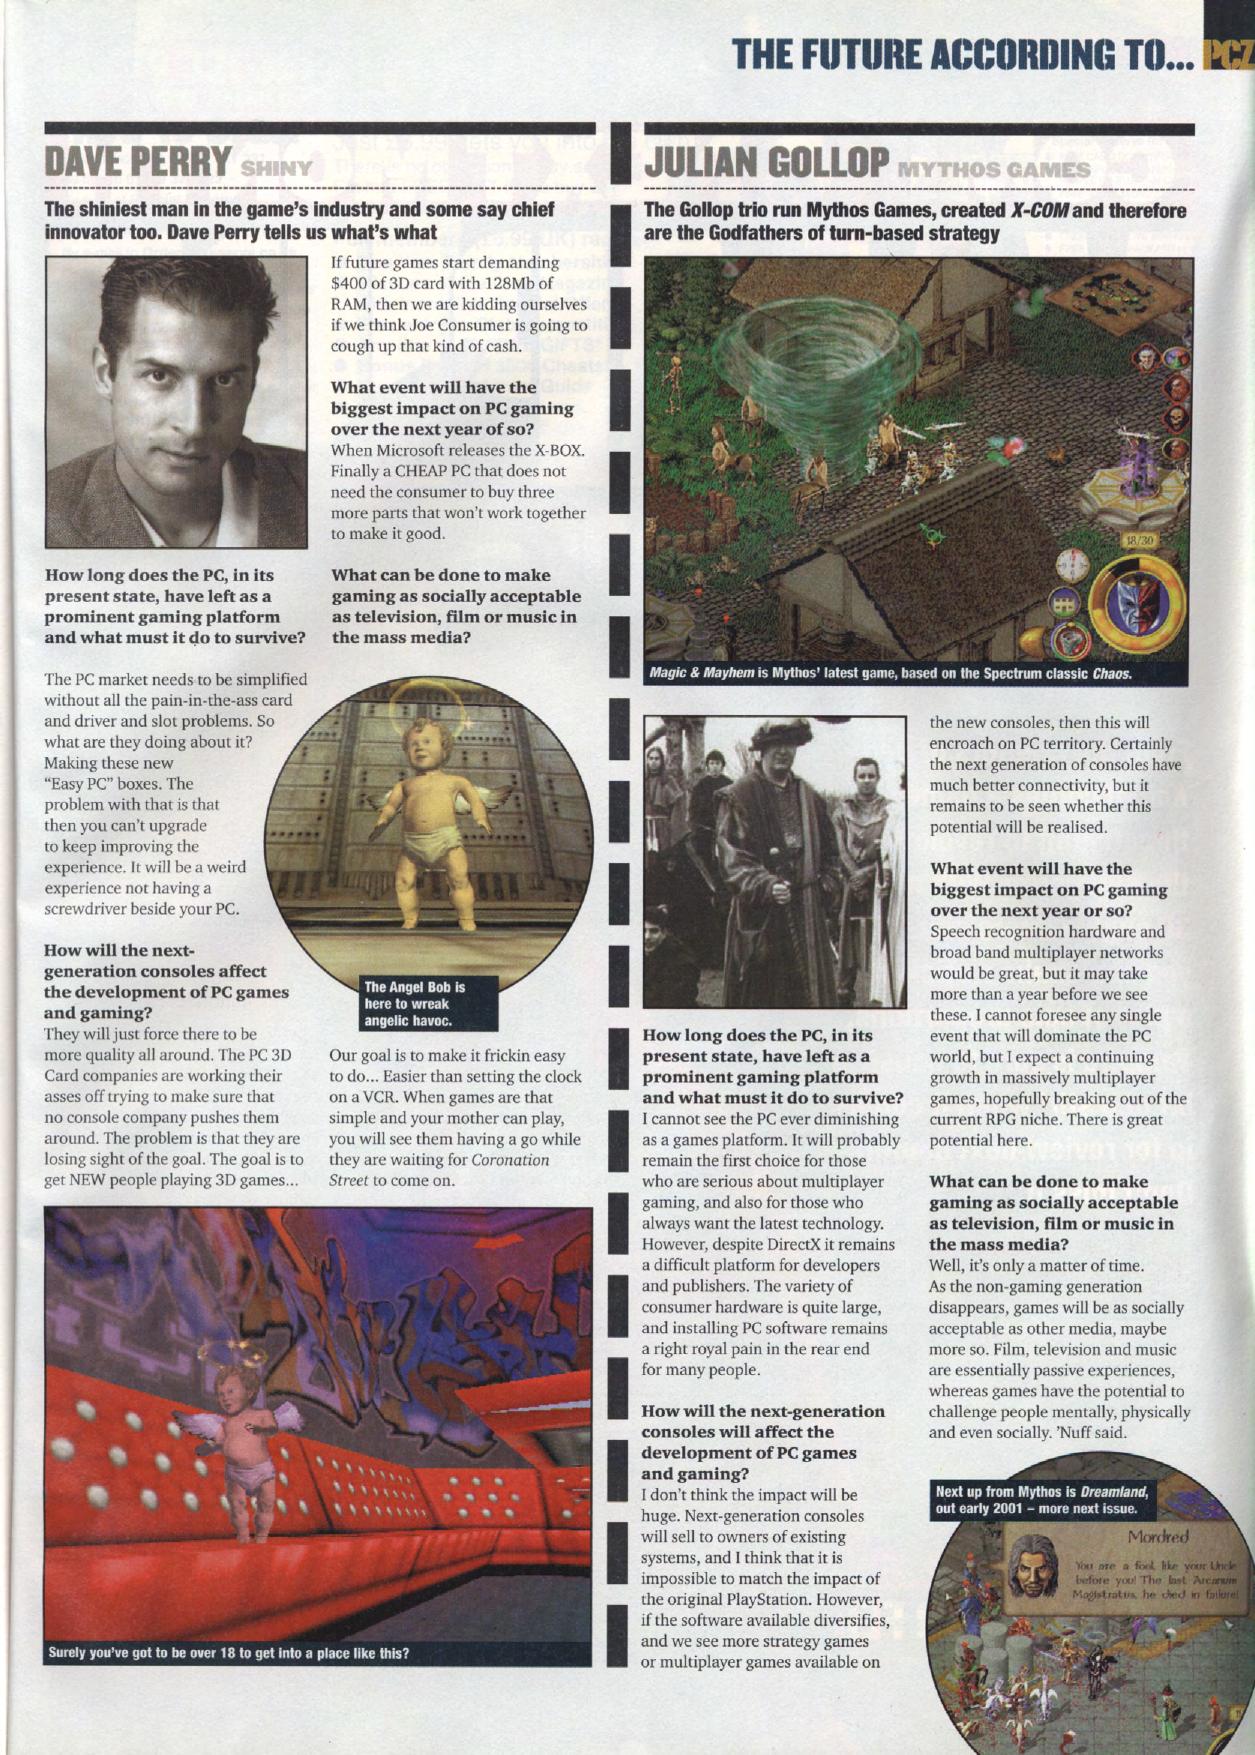 THE FUTURE ACCORDING TO... PCZ
DAVE PERRY SHINY
The shiniest man in the game's industry and some say chief
innovator too. Dave Perry tells us what's what
How long does the PC, in its
present state, have left as a
prominent gaming platform
and what must it do to survive?
The PC market needs to be simplified
without all the pain-in-the-ass card
and driver and slot problems. So
what are they doing about it?
Making these new
"Easy PC" boxes. The
problem with that is that
then you can't upgrade
to keep improving the
experience. It will be a weird
experience not having a
screwdriver beside your PC.
How will the next-
generation consoles affect
the development of PC games
and gaming?
They will just force there to be
more quality all around. The PC 3D
Card companies are working their
asses off trying to make sure that
no console company pushes them
around. The problem is that they are
losing sight of the goal. The goal is to
get NEW people playing 3D games...
If future games start demanding
$400 of 3D card with 128Mb of
RAM, then we are kidding ourselves
if we think Joe Consumer is going to
cough up that kind of cash.
What event will have the
biggest impact on PC gaming
over the next year of so?
When Microsoft releases the X-BOX.
Finally a CHEAP PC that does not
need the consumer to buy three
more parts that won't work together
to make it good.
What can be done to make
gaming as socially acceptable
as television, film or music in
the mass media?
The Angel Bob is
here to wreak
angelic havoc.
Our goal is to make it frickin easy
to do... Easier than setting the clock
on a VCR. When games are that
simple and your mother can play,
you will see them having a go while
they are waiting for Coronation
Street to come on.
Surely you've got to be over 18 to get into a place like this?
JULIAN GOLLOP MYTHOS GAMES
The Gollop trio run Mythos Games, created X-COM and therefore
are the Godfathers of turn-based strategy
18/30
Magic & Mayhem is Mythos' latest game, based on the Spectrum classic Chaos.
How long does the PC, in its
present state, have left as a
prominent gaming platform
and what must it do to survive?
I cannot see the PC ever diminishing
as a games platform. It will probably
remain the first choice for those
who are serious about multiplayer
gaming, and also for those who
always want the latest technology.
However, despite DirectX it remains
a difficult platform for developers
and publishers. The variety of
consumer hardware is quite large,
and installing PC software remains
a right royal pain in the rear end
for many people.
How will the next-generation
consoles will affect the
development of PC games
and gaming?
I don't think the impact will be
huge. Next-generation consoles
will sell to owners of existing
systems, and I think that it is
impossible to match the impact of
the original PlayStation. However,
if the software available diversifies,
and we see more strategy games
or multiplayer games available on
the new consoles, then this will
encroach on PC territory. Certainly
the next generation of consoles have
much better connectivity, but it
remains to be seen whether this
potential will be realised.
What event will have the
biggest impact on PC gaming
over the next year or so?
Speech recognition hardware and
broad band multiplayer networks
would be great, but it may take
more than a year before we see
these. I cannot foresee any single
event that will dominate the PC
world, but I expect a continuing
growth in massively multiplayer
games, hopefully breaking out of the
current RPG niche. There is great
potential here.
What can be done to make
gaming as socially acceptable
as television, film or music in
the mass media?
Well, it's only a matter of time.
As the non-gaming generation
disappears, games will be as socially
acceptable as other media, maybe
more so. Film, television and music
are essentially passive experiences,
whereas games have the potential to
challenge people mentally, physically
and even socially. 'Nuff said.
Next up from Mythos is Dreamland,
out early 2001 – more next issue.
Mordred
You are a fool, like your Uncle
before you! The last Arcanum
Magistratus, he died in failure!